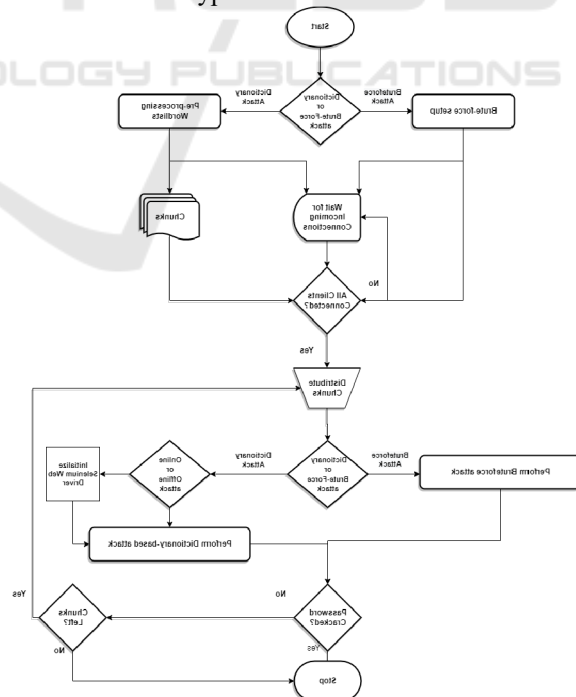 yp
OLOGY PUBLICATIONS
Start
Dictionary
or
Brute-Force
attack
Dictionary
Attack
Bruteforce
Attack
Pre-processing
Wordlists
Brute-force setup
Chunks
Wait for
Incoming
Connections
No
All Clients
Connected?
Yes
Distribute
Chunks
Dictionary
or
Brute-Force
attack
Dictionary
Attack
Bruteforce
Attack
Online
or
Offline
attack
Initialize
Selenium Web
Driver
Perform Bruteforce attack
Perform Dictionary-based attack
Password
Cracked?
No
Chunks
Left?
Yes
Yes
No
Stop